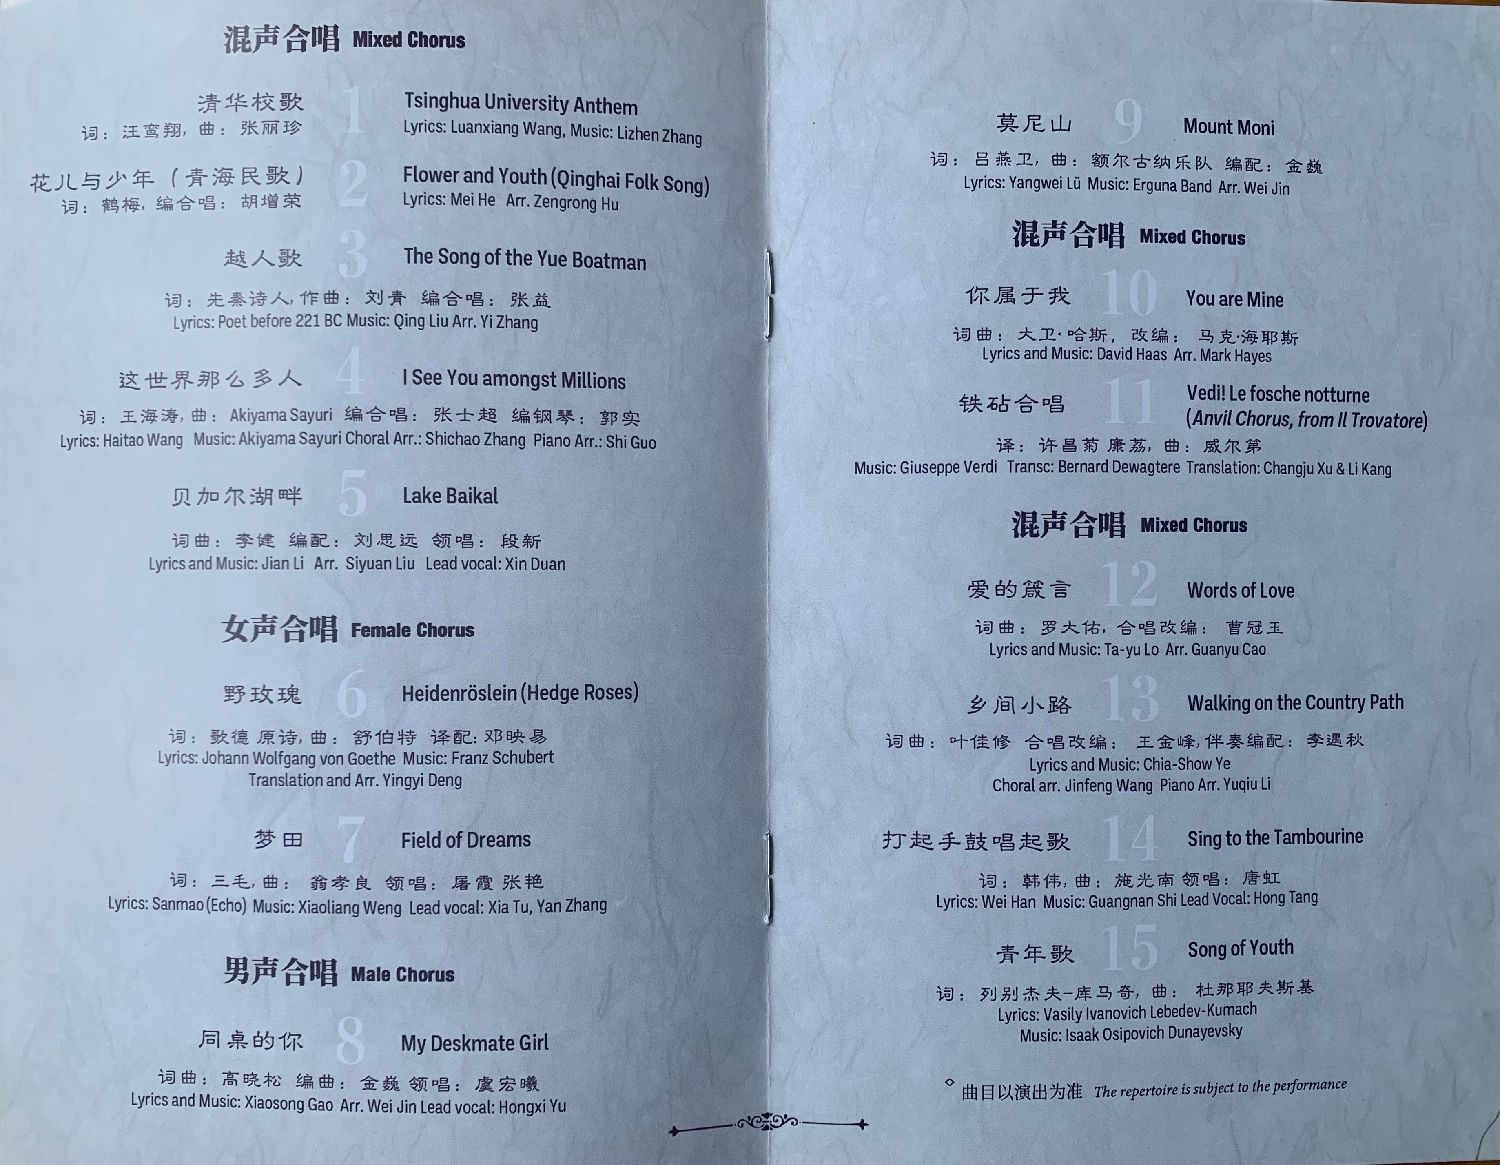 混声合唱 Mixed Chorus
清华校歌 1 Tsinghua University Anthem
词：汪鸾翔，曲：张丽珍 Lyrics: Luanxiang Wang, Music: Lizhen Zhang
花儿与少年（青海民歌） 2 Flower and Youth (Qinghai Folk Song)
词：鹤梅，编合唱：胡增荣 Lyrics: Mei He Arr. Zengrong Hu
越人歌 3 The Song of the Yue Boatman
词：先秦诗人，作曲：刘青 编合唱：张益
Lyrics: Poet before 221 BC Music: Qing Liu Arr. Yi Zhang
这世界那么多人 4 I See You amongst Millions
词：王海涛，曲：Akiyama Sayuri 编合唱：张士超 编钢琴：郭实
Lyrics: Haitao Wang Music: Akiyama Sayuri Choral Arr.: Shichao Zhang Piano Arr.: Shi Guo
贝加尔湖畔 5 Lake Baikal
词曲：李健 编配：刘思远 领唱：段新
Lyrics and Music: Jian Li Arr. Siyuan Liu Lead vocal: Xin Duan
女声合唱 Female Chorus
野玫瑰 6 Heidenröslein (Hedge Roses)
词：歌德 原诗，曲：舒伯特 译配：邓映易
Lyrics: Johann Wolfgang von Goethe Music: Franz Schubert
Translation and Arr. Yingyi Deng
梦田 7 Field of Dreams
词：三毛，曲：翁孝良 领唱：屠霞 张艳
Lyrics: Sanmao (Echo) Music: Xiaoliang Weng Lead vocal: Xia Tu, Yan Zhang
男声合唱 Male Chorus
同桌的你 8 My Deskmate Girl
词曲：高晓松 编曲：金巍 领唱：虞宏曦
Lyrics and Music: Xiaosong Gao Arr. Wei Jin Lead vocal: Hongxi Yu
莫尼山 9 Mount Moni
词：吕燕卫，曲：额尔古纳乐队 编配：金巍
Lyrics: Yangwei Lü Music: Erguna Band Arr. Wei Jin
混声合唱 Mixed Chorus
你属于我 10 You are Mine
词曲：大卫·哈斯，改编：马克·海耶斯
Lyrics and Music: David Haas Arr. Mark Hayes
铁砧合唱 11 Vedi! Le fosche notturne
(Anvil Chorus, from Il Trovatore)
译：许昌菊 廉荔，曲：威尔第
Music: Giuseppe Verdi Transc: Bernard Dewagtere Translation: Changju Xu & Li Kang
混声合唱 Mixed Chorus
爱的箴言 12 Words of Love
词曲：罗大佑，合唱改编：曹冠玉
Lyrics and Music: Ta-yu Lo Arr. Guanyu Cao
乡间小路 13 Walking on the Country Path
词曲：叶佳修 合唱改编：王金峰，伴奏编配：李遇秋
Lyrics and Music: Chia-Show Ye
Choral arr. Jinfeng Wang Piano Arr. Yuqiu Li
打起手鼓唱起歌 14 Sing to the Tambourine
词：韩伟，曲：施光南 领唱：唐虹
Lyrics: Wei Han Music: Guangnan Shi Lead Vocal: Hong Tang
青年歌 15 Song of Youth
词：列别杰夫-库马奇，曲：杜那耶夫斯基
Lyrics: Vasily Ivanovich Lebedev-Kumach
Music: Isaak Osipovich Dunayevsky
◇ 曲目以演出为准 The repertoire is subject to the performance